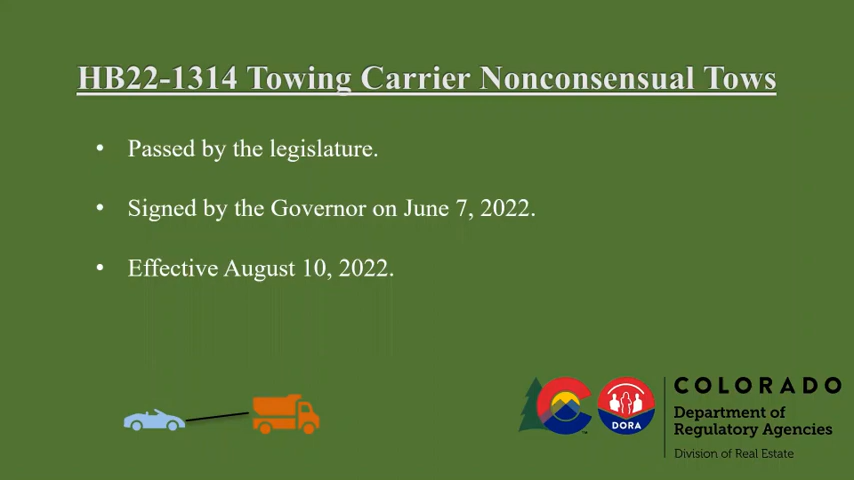 HB22-1314 Towing Carrier Nonconsensual Tows
• Passed by the legislature.
• Signed by the Governor on June 7, 2022.
• Effective August 10, 2022.
COLORADO
Department of
Regulatory Agencies
Division of Real Estate
DORA
™